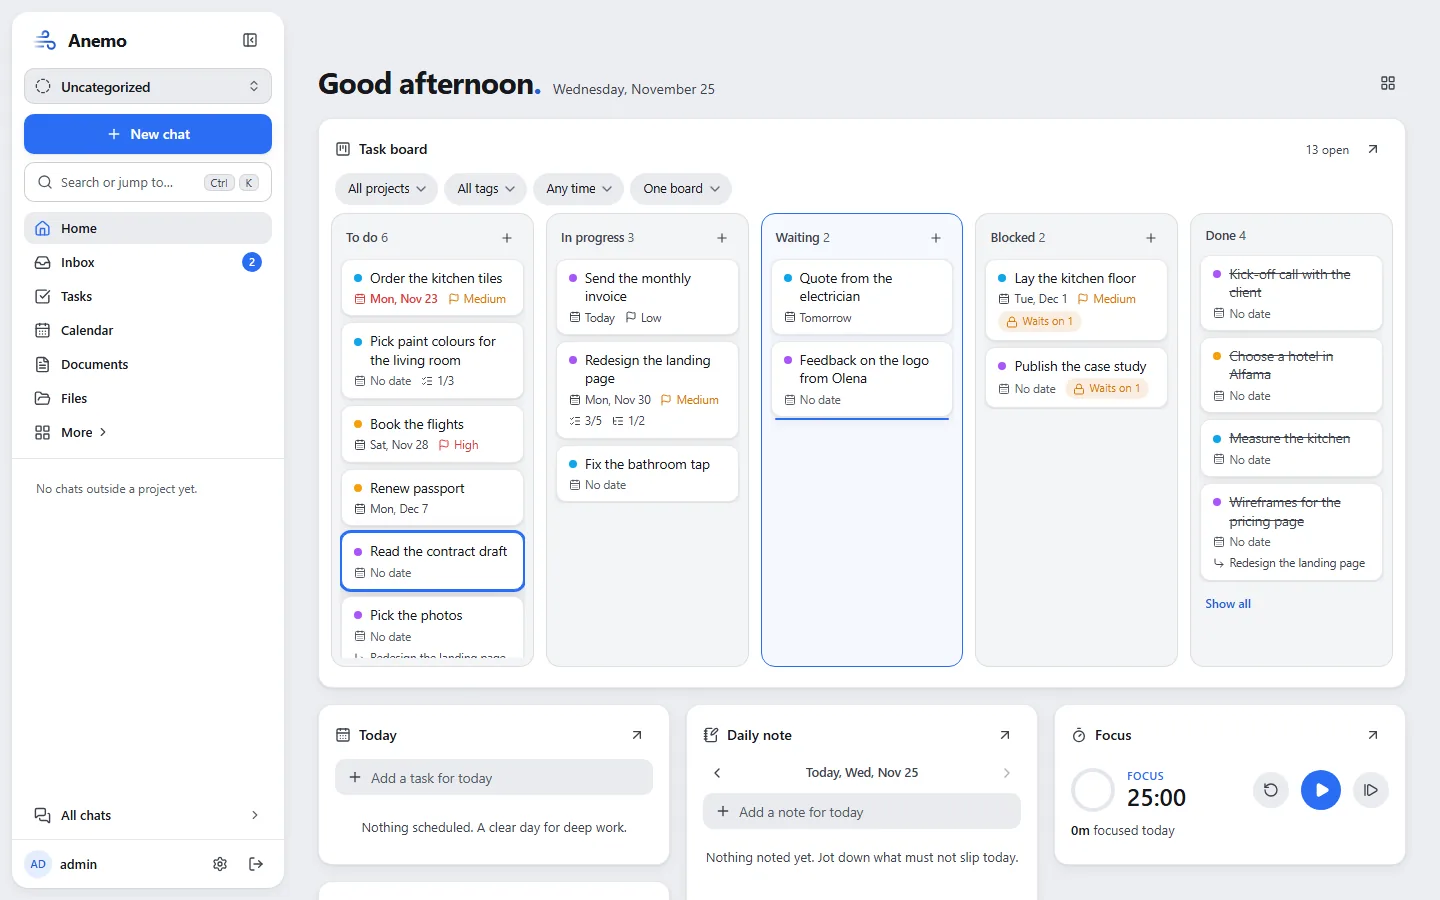 Anemo
Uncategorized
New chat
Search or jump to... Ctrl K
Home
Inbox 2
Tasks
Calendar
Documents
Files
More
No chats outside a project yet.
All chats
AD admin
Good afternoon. Wednesday, November 25
Task board 13 open
All projects All tags Any time One board
To do 6
Order the kitchen tiles
Mon, Nov 23 Medium
Pick paint colours for
the living room
No date 1/3
Book the flights
Sat, Nov 28 High
Renew passport
Mon, Dec 7
Read the contract draft
No date
Pick the photos
No date
Redesign the landing page
In progress 3
Send the monthly
invoice
Today Low
Redesign the landing
page
Mon, Nov 30 Medium
3/5 1/2
Fix the bathroom tap
No date
Waiting 2
Quote from the
electrician
Tomorrow
Feedback on the logo
from Olena
No date
Blocked 2
Lay the kitchen floor
Tue, Dec 1 Medium
Waits on 1
Publish the case study
No date Waits on 1
Done 4
Kick-off call with the
client
No date
Choose a hotel in
Alfama
No date
Measure the kitchen
No date
Wireframes for the
pricing page
No date
Redesign the landing page
Show all
Today
Add a task for today
Nothing scheduled. A clear day for deep work.
Daily note
Today, Wed, Nov 25
Add a note for today
Nothing noted yet. Jot down what must not slip today.
Focus
FOCUS
25:00
0m focused today